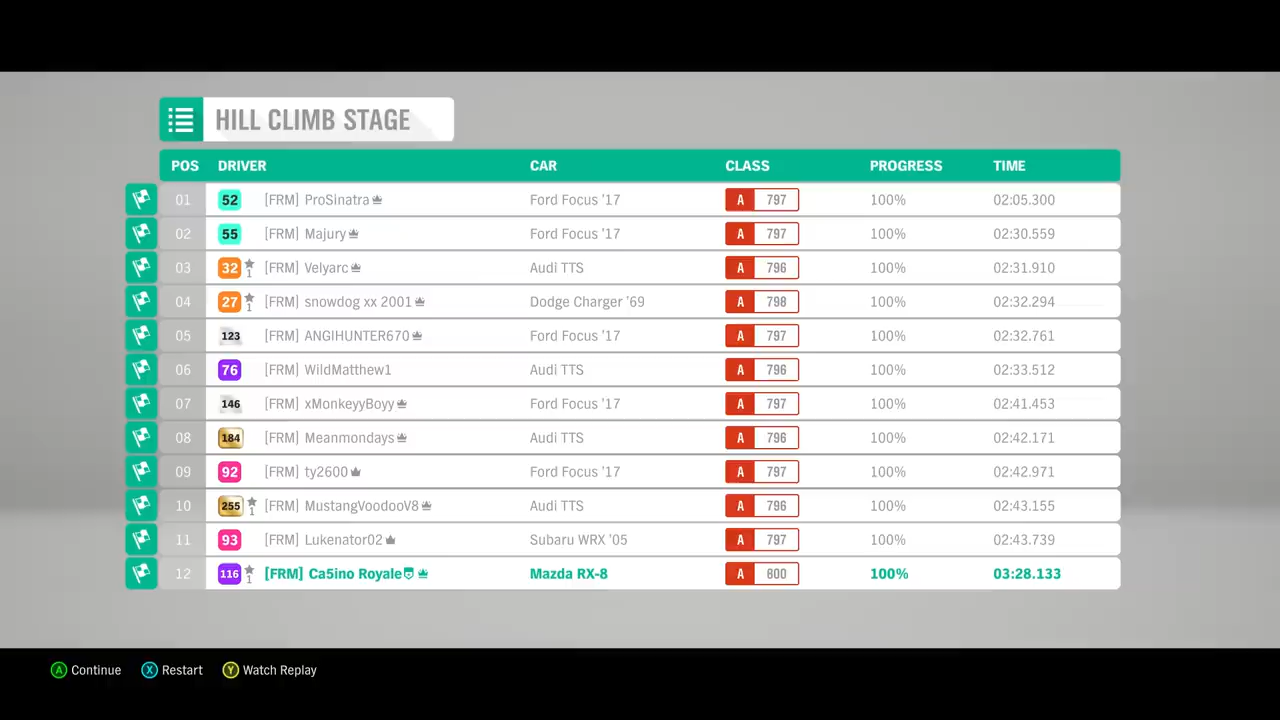 HILL CLIMB STAGE
POS DRIVER CAR CLASS PROGRESS TIME
01 52 [FRM] ProSinatra Ford Focus '17 A 797 100% 02:05.300
02 55 [FRM] Majury Ford Focus '17 A 797 100% 02:30.559
03 32 1 [FRM] Velyarc Audi TTS A 796 100% 02:31.910
04 27 1 [FRM] snowdog xx 2001 Dodge Charger '69 A 798 100% 02:32.294
05 123 [FRM] ANGIHUNTER670 Ford Focus '17 A 797 100% 02:32.761
06 76 [FRM] WildMatthew1 Audi TTS A 796 100% 02:33.512
07 146 [FRM] xMonkeyyBoyy Ford Focus '17 A 797 100% 02:41.453
08 184 [FRM] Meanmondays Audi TTS A 796 100% 02:42.171
09 92 [FRM] ty2600 Ford Focus '17 A 797 100% 02:42.971
10 255 1 [FRM] MustangVoodooV8 Audi TTS A 796 100% 02:43.155
11 93 [FRM] Lukenator02 Subaru WRX '05 A 797 100% 02:43.739
12 116 1 [FRM] Ca5ino Royale Mazda RX-8 A 800 100% 03:28.133
A Continue X Restart Y Watch Replay